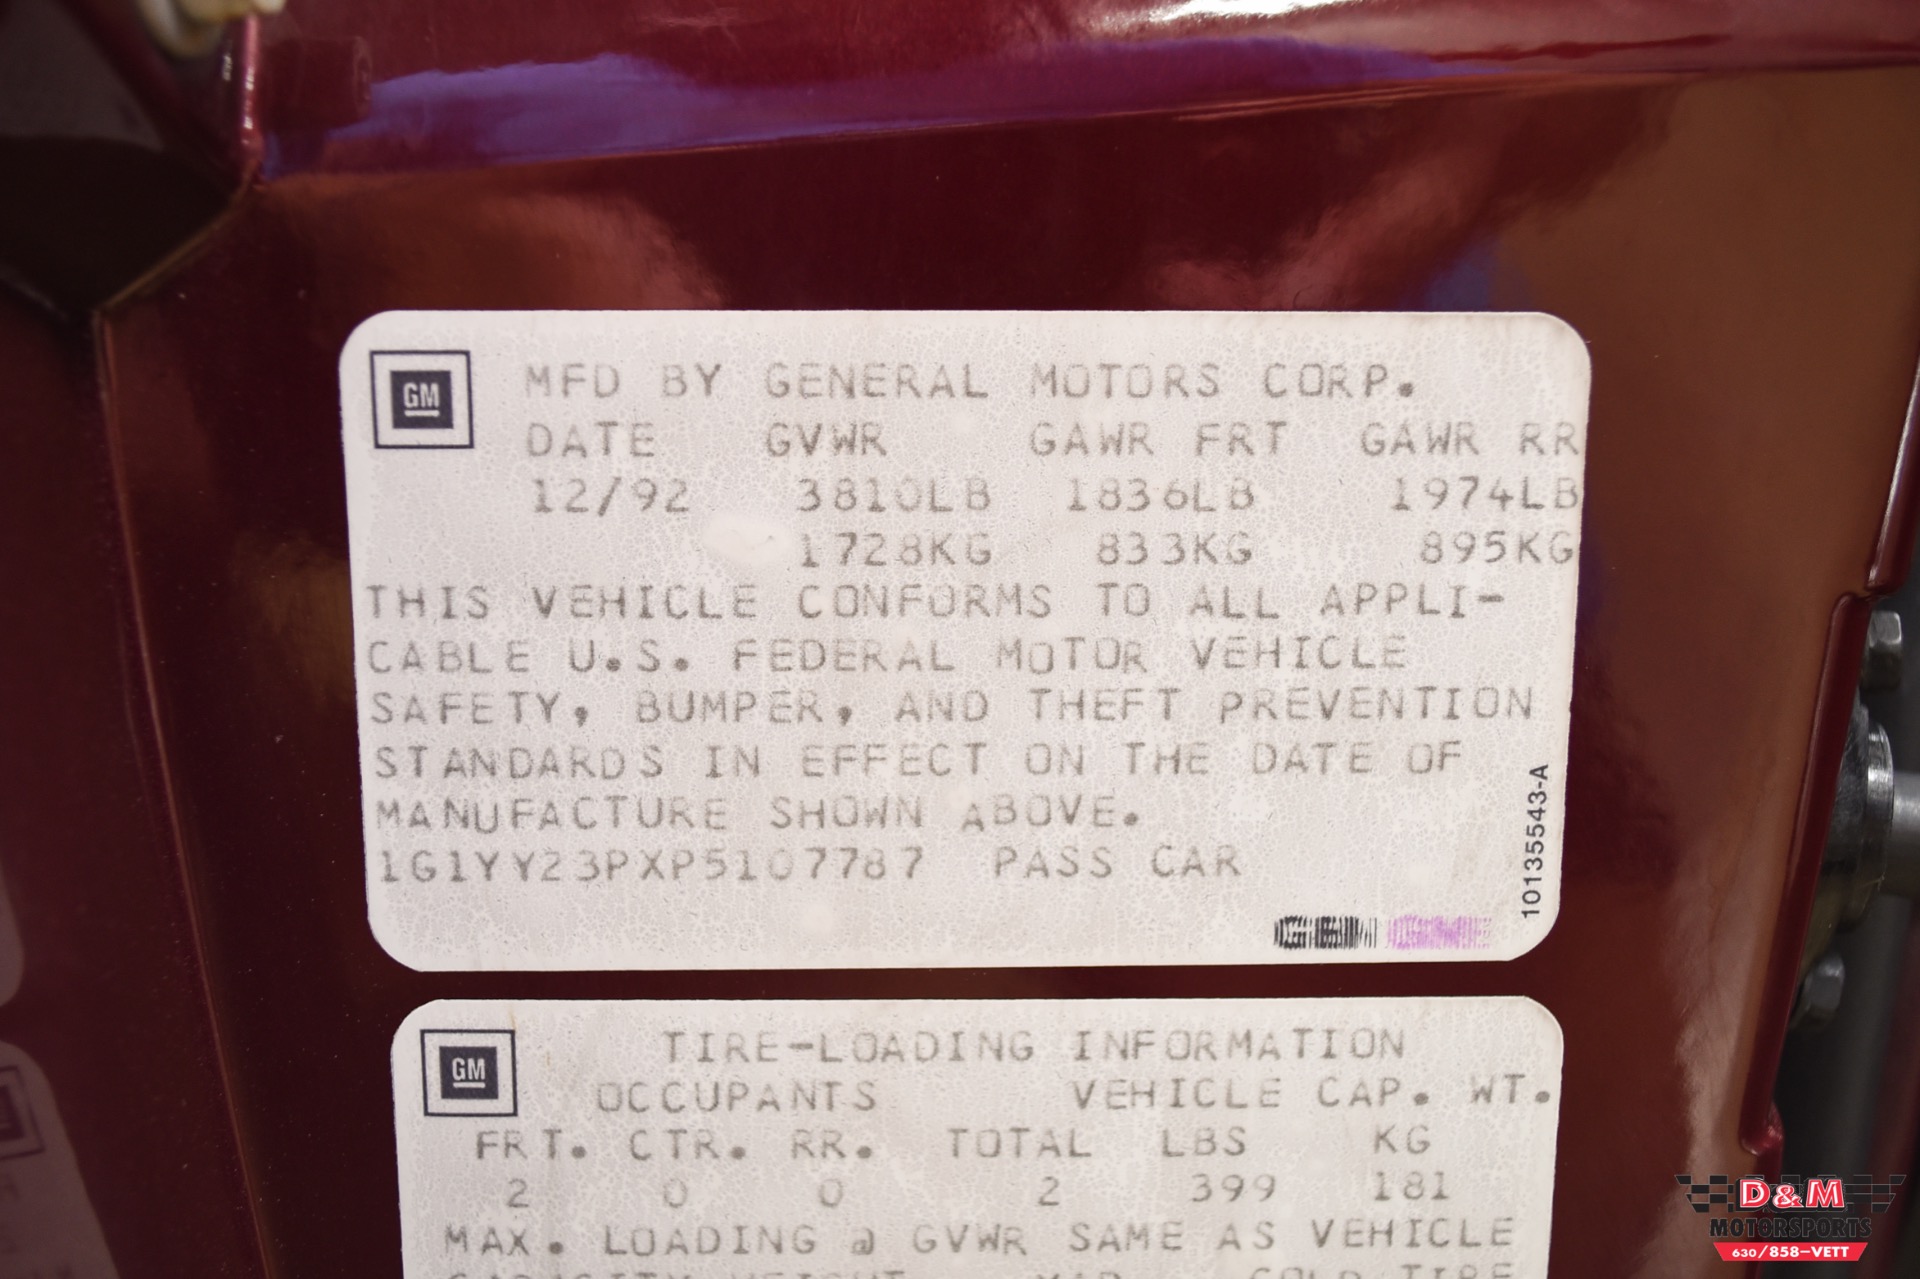 GM
MFD BY GENERAL MOTORS CORP.
DATE GVWR GAWR FRT GAWR RR
12/92 3810LB 1836LB 1974LB
1728KG 833KG 895KG
THIS VEHICLE CONFORMS TO ALL APPLI-
CABLE U.S. FEDERAL MOTOR VEHICLE
SAFETY, BUMPER, AND THEFT PREVENTION
STANDARDS IN EFFECT ON THE DATE OF
MANUFACTURE SHOWN ABOVE.
1G1YY23PXP5107787 PASS CAR
10135543-A
GM
TIRE-LOADING INFORMATION
OCCUPANTS VEHICLE CAP. WT.
FRT. CTR. RR. TOTAL LBS KG
2 0 0 2 399 181
MAX. LOADING @ GVWR SAME AS VEHICLE
D&M
MOTORSPORTS
630/858-VETT